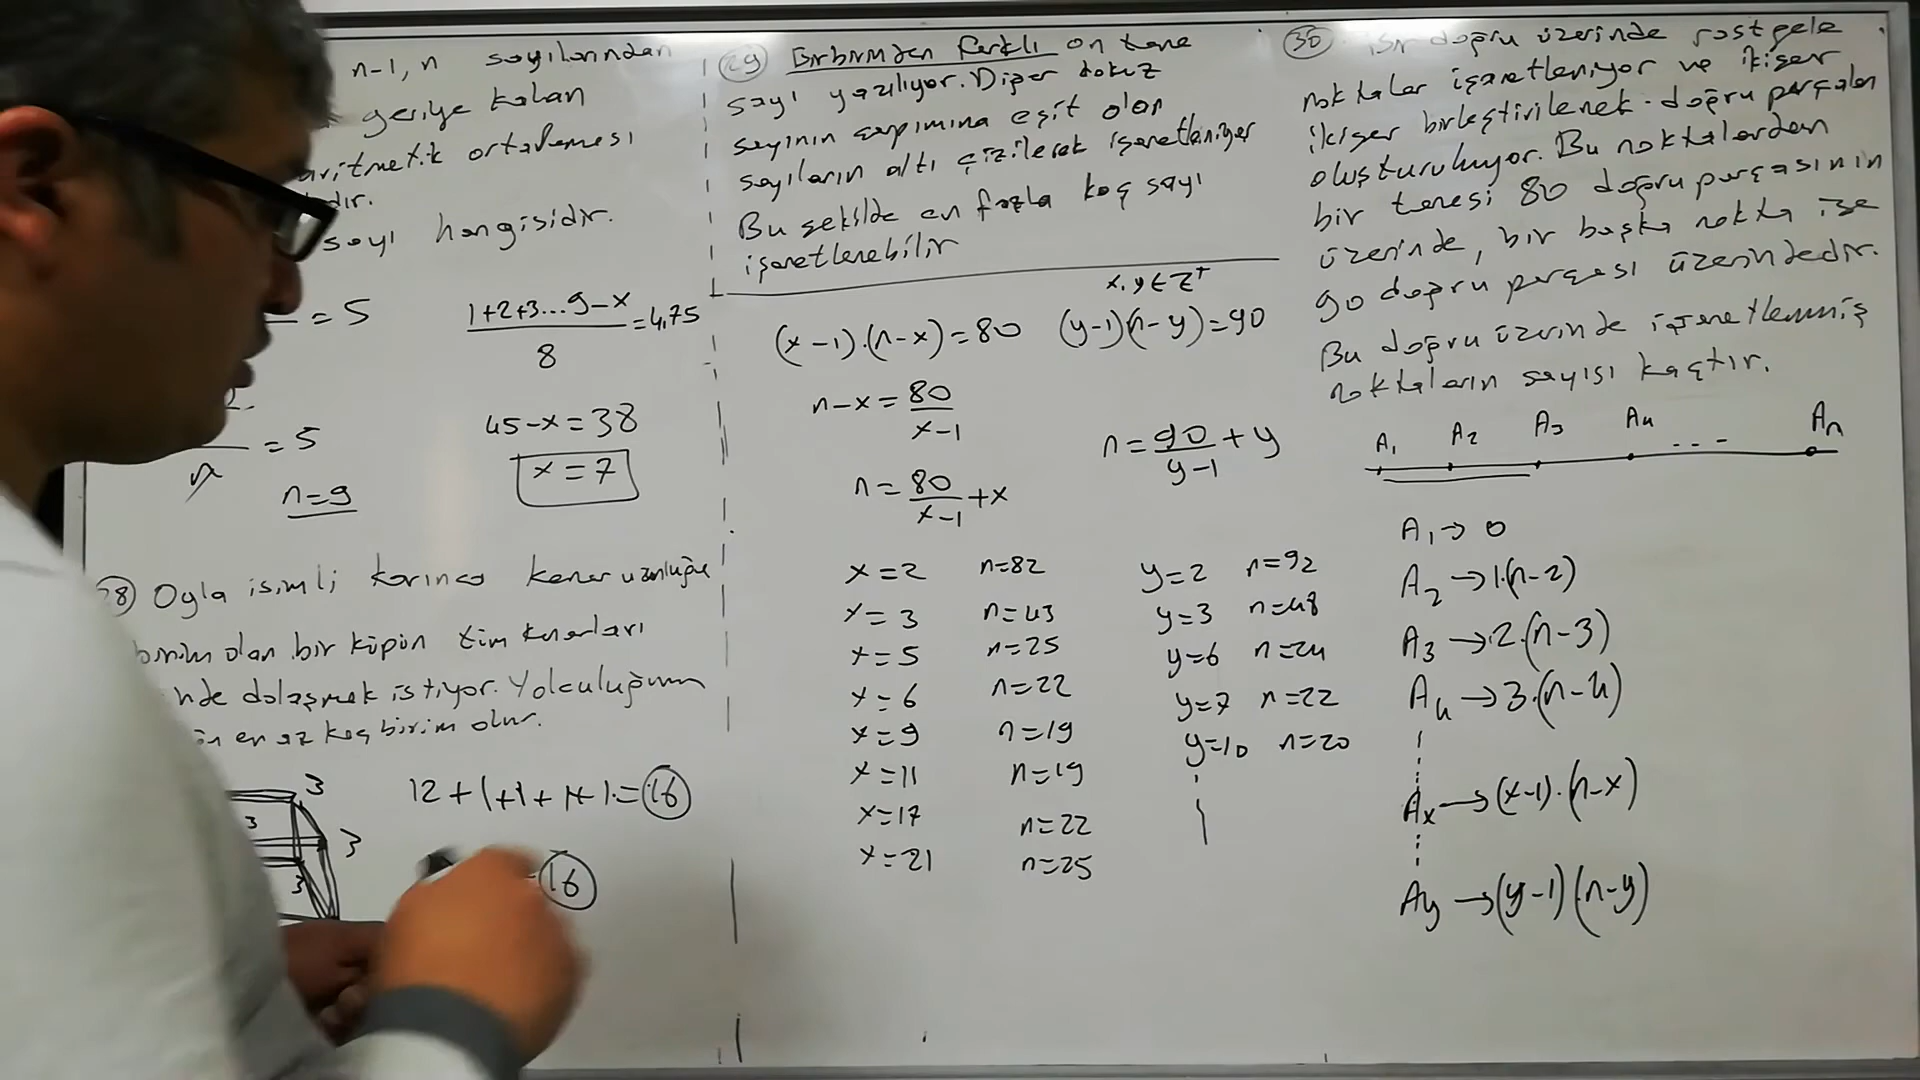 n-1, n sayılarından
geriye kalan
aritmetik ortalaması
dır.
sayı hangisidir.
= 5
1+2+3...9-x / 8 = 4,75
= 5
n=9
45-x=38
x=7
28 Oyla isimli karınca kenar uzunluğu
birim olan bir küpün tüm kenarları
nde dolaşmak istiyor. Yolculuğunun
en az kaç birim olur.
3
3
3
3
12+1+1+1+1=16
16
29 Birbirinden farklı on tane
sayı yazılıyor. Diğer dokuz
sayının çarpımına eşit olan
sayıların altı çizilerek işaretleniyor
Bu şekilde en fazla kaç sayı
işaretlenebilir
x,y∈Z⁺
(x-1).(n-x)=80 (y-1)(n-y)=90
n-x=80/x-1
n=90/y-1+y
n=80/x-1+x
x=2 n=82 y=2 n=92
x=3 n=43 y=3 n=48
x=5 n=25 y=6 n=24
x=6 n=22 y=7 n=22
x=9 n=19 y=10 n=20
x=11 n=19
x=17 n=22
x=21 n=25
30 Bir doğru üzerinde rastgele
noktalar işaretleniyor ve ikişer
ikişer birleştirilerek doğru parçaları
oluşturuluyor. Bu noktalardan
bir tanesi 80 doğru parçasının
üzerinde, bir başka nokta ise
90 doğru parçası üzerindedir.
Bu doğru üzerinde işaretlenmiş
noktaların sayısı kaçtır.
A₁ A₂ A₃ A₄ ... Aₙ
A₁→0
A₂→1.(n-2)
A₃→2.(n-3)
A₄→3.(n-4)
Aₓ→(x-1).(n-x)
Ay→(y-1)(n-y)